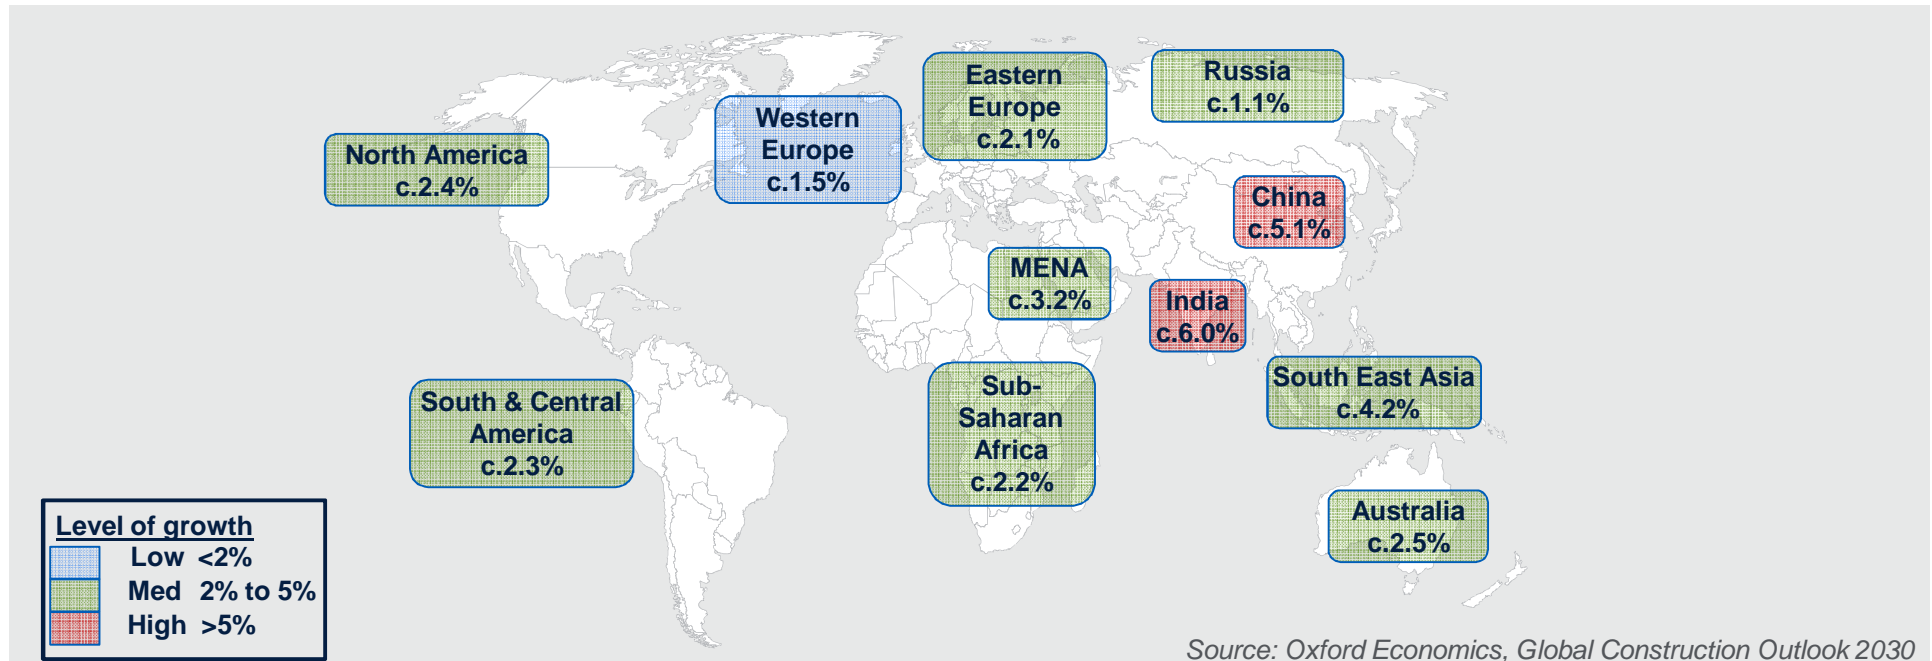 Eastern
Europe
c.2.1%
Russia
c.1.1%
Western
Europe
c.1.5%
North America
c.2.4%
China
c.5.1%
MENA
c.3.2%
India
c.6.0%
South East Asia
c.4.2%
South & Central
America
c.2.3%
Sub-
Saharan
Africa
c.2.2%
Australia
c.2.5%
Level of growth
Low <2%
Med 2% to 5%
High >5%
Source: Oxford Economics, Global Construction Outlook 2030